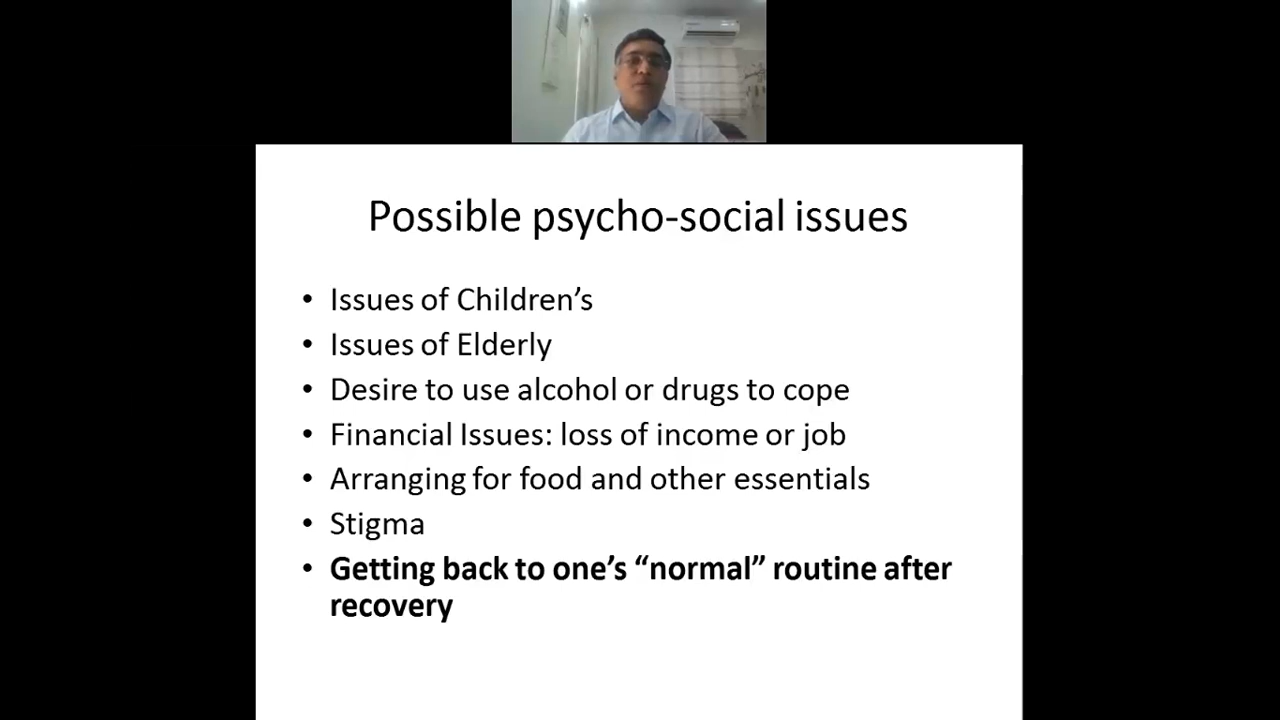 Possible psycho-social issues
• Issues of Children’s
• Issues of Elderly
• Desire to use alcohol or drugs to cope
• Financial Issues: loss of income or job
• Arranging for food and other essentials
• Stigma
• Getting back to one’s “normal” routine after
recovery